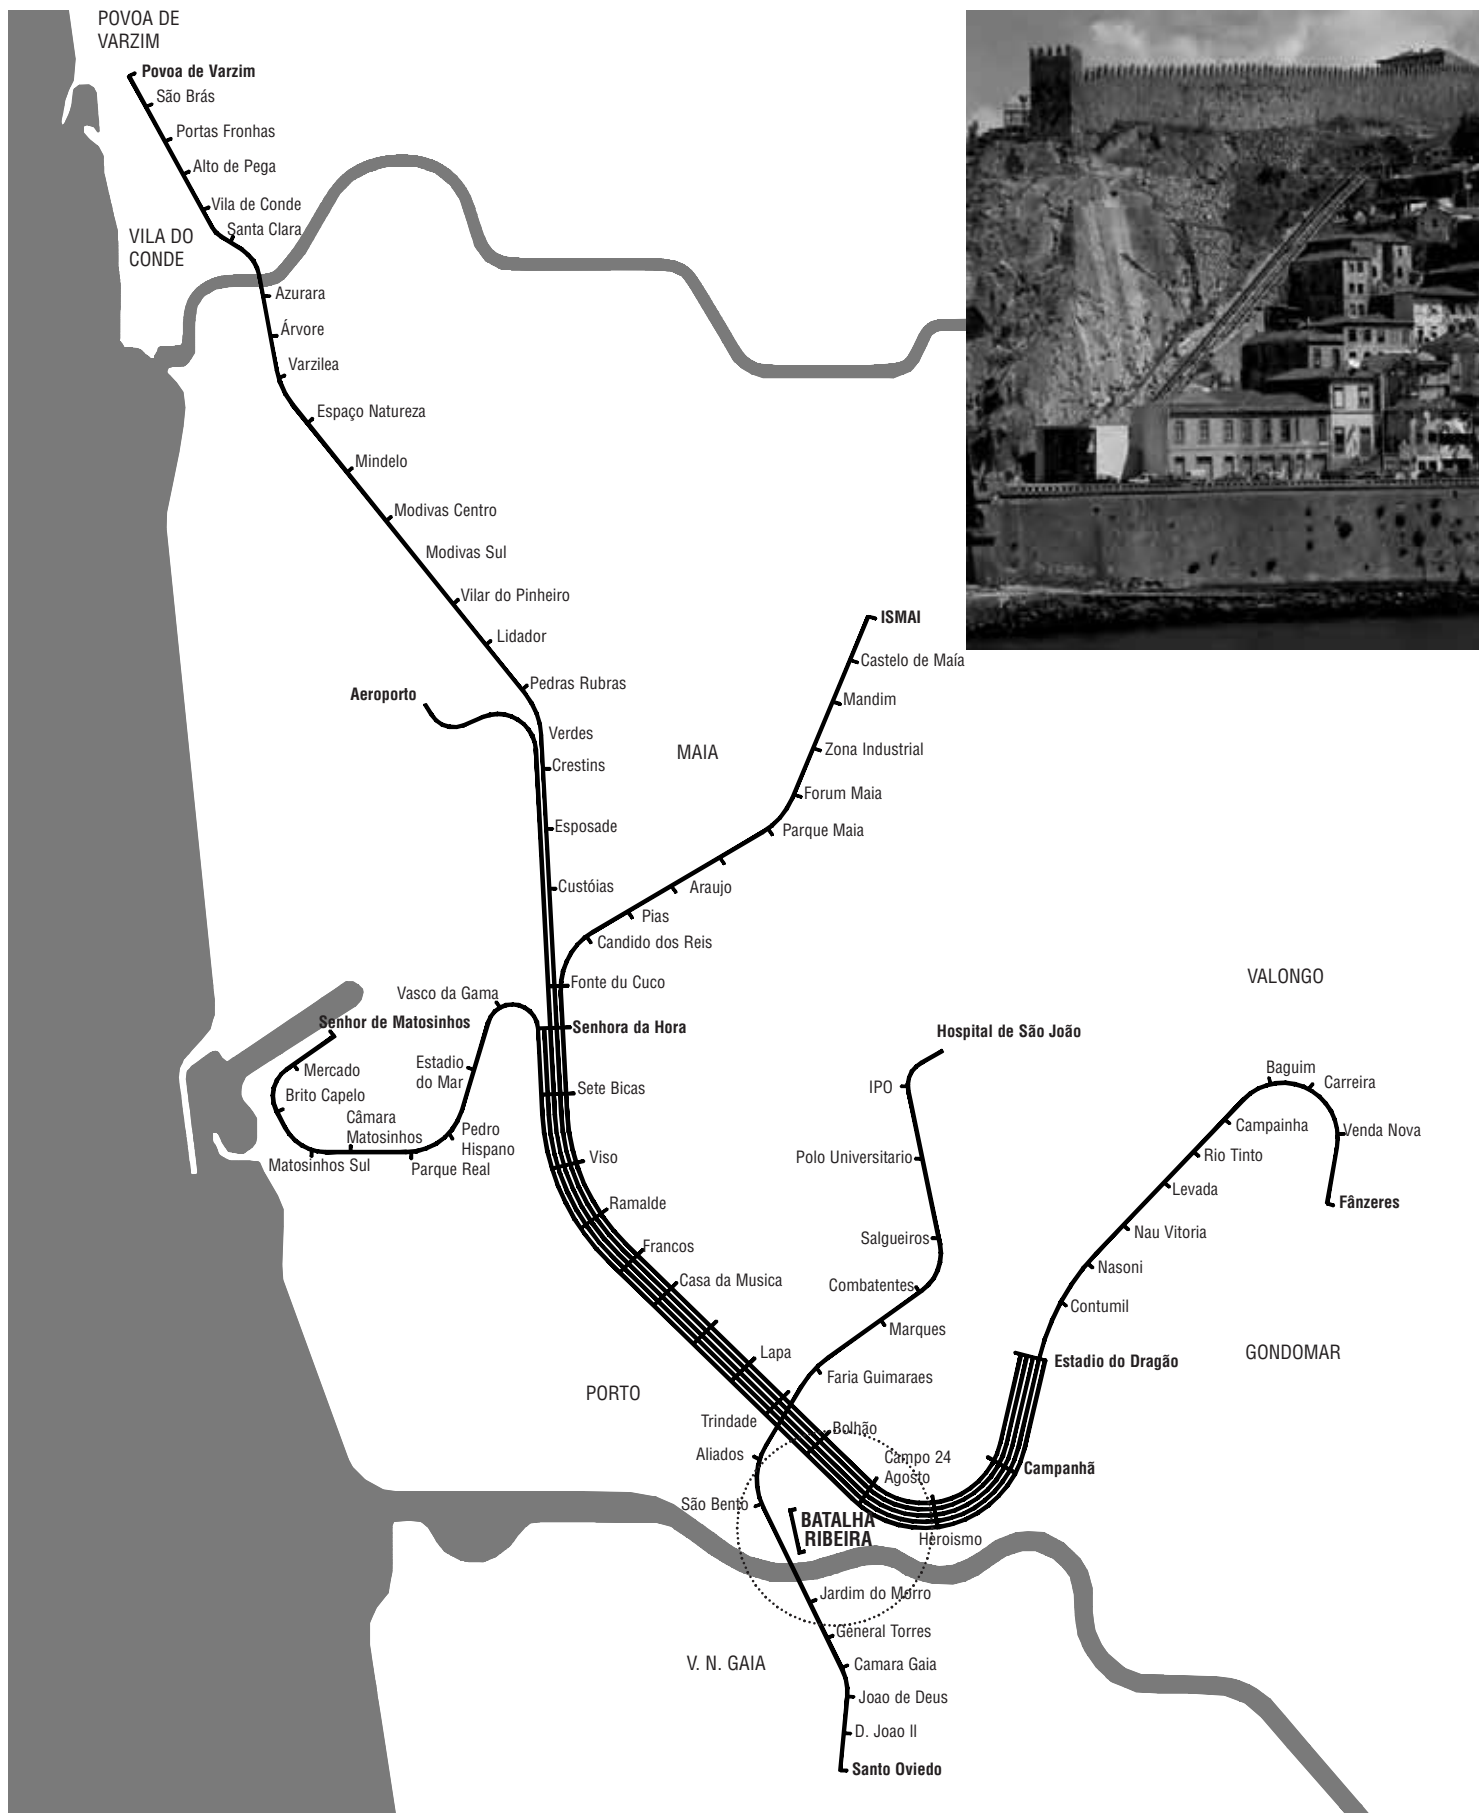 POVOA DE
VARZIM
Povoa de Varzim
São Brás
Portas Fronhas
Alto de Pega
Vila de Conde
Santa Clara
VILA DO
CONDE
Azurara
Árvore
Varzilea
Espaço Natureza
Mindelo
Modivas Centro
Modivas Sul
Vilar do Pinheiro
Lidador
Pedras Rubras
Aeroporto
Verdes
Crestins
Esposade
Custóias
MAIA
ISMAI
Castelo de Maía
Mandim
Zona Industrial
Forum Maia
Parque Maia
Araujo
Pias
Candido dos Reis
Fonte du Cuco
Senhora da Hora
Vasco da Gama
Senhor de Matosinhos
Mercado
Brito Capelo
Câmara
Matosinhos
Matosinhos Sul
Parque Real
Pedro
Hispano
Estadio
do Mar
Sete Bicas
Viso
Ramalde
Francos
Casa da Musica
Lapa
PORTO
Trindade
Bolhão
Campo 24
Agosto
Heroismo
Campanhã
Estadio do Dragão
Hospital de São João
IPO
Polo Universitario
Salgueiros
Combatentes
Marques
Faria Guimaraes
Aliados
São Bento
BATALHA
RIBEIRA
Jardim do Morro
General Torres
Camara Gaia
Joao de Deus
D. Joao II
Santo Oviedo
V. N. GAIA
VALONGO
Baguim
Carreira
Campainha
Venda Nova
Rio Tinto
Levada
Fânzeres
Nau Vitoria
Nasoni
Contumil
GONDOMAR